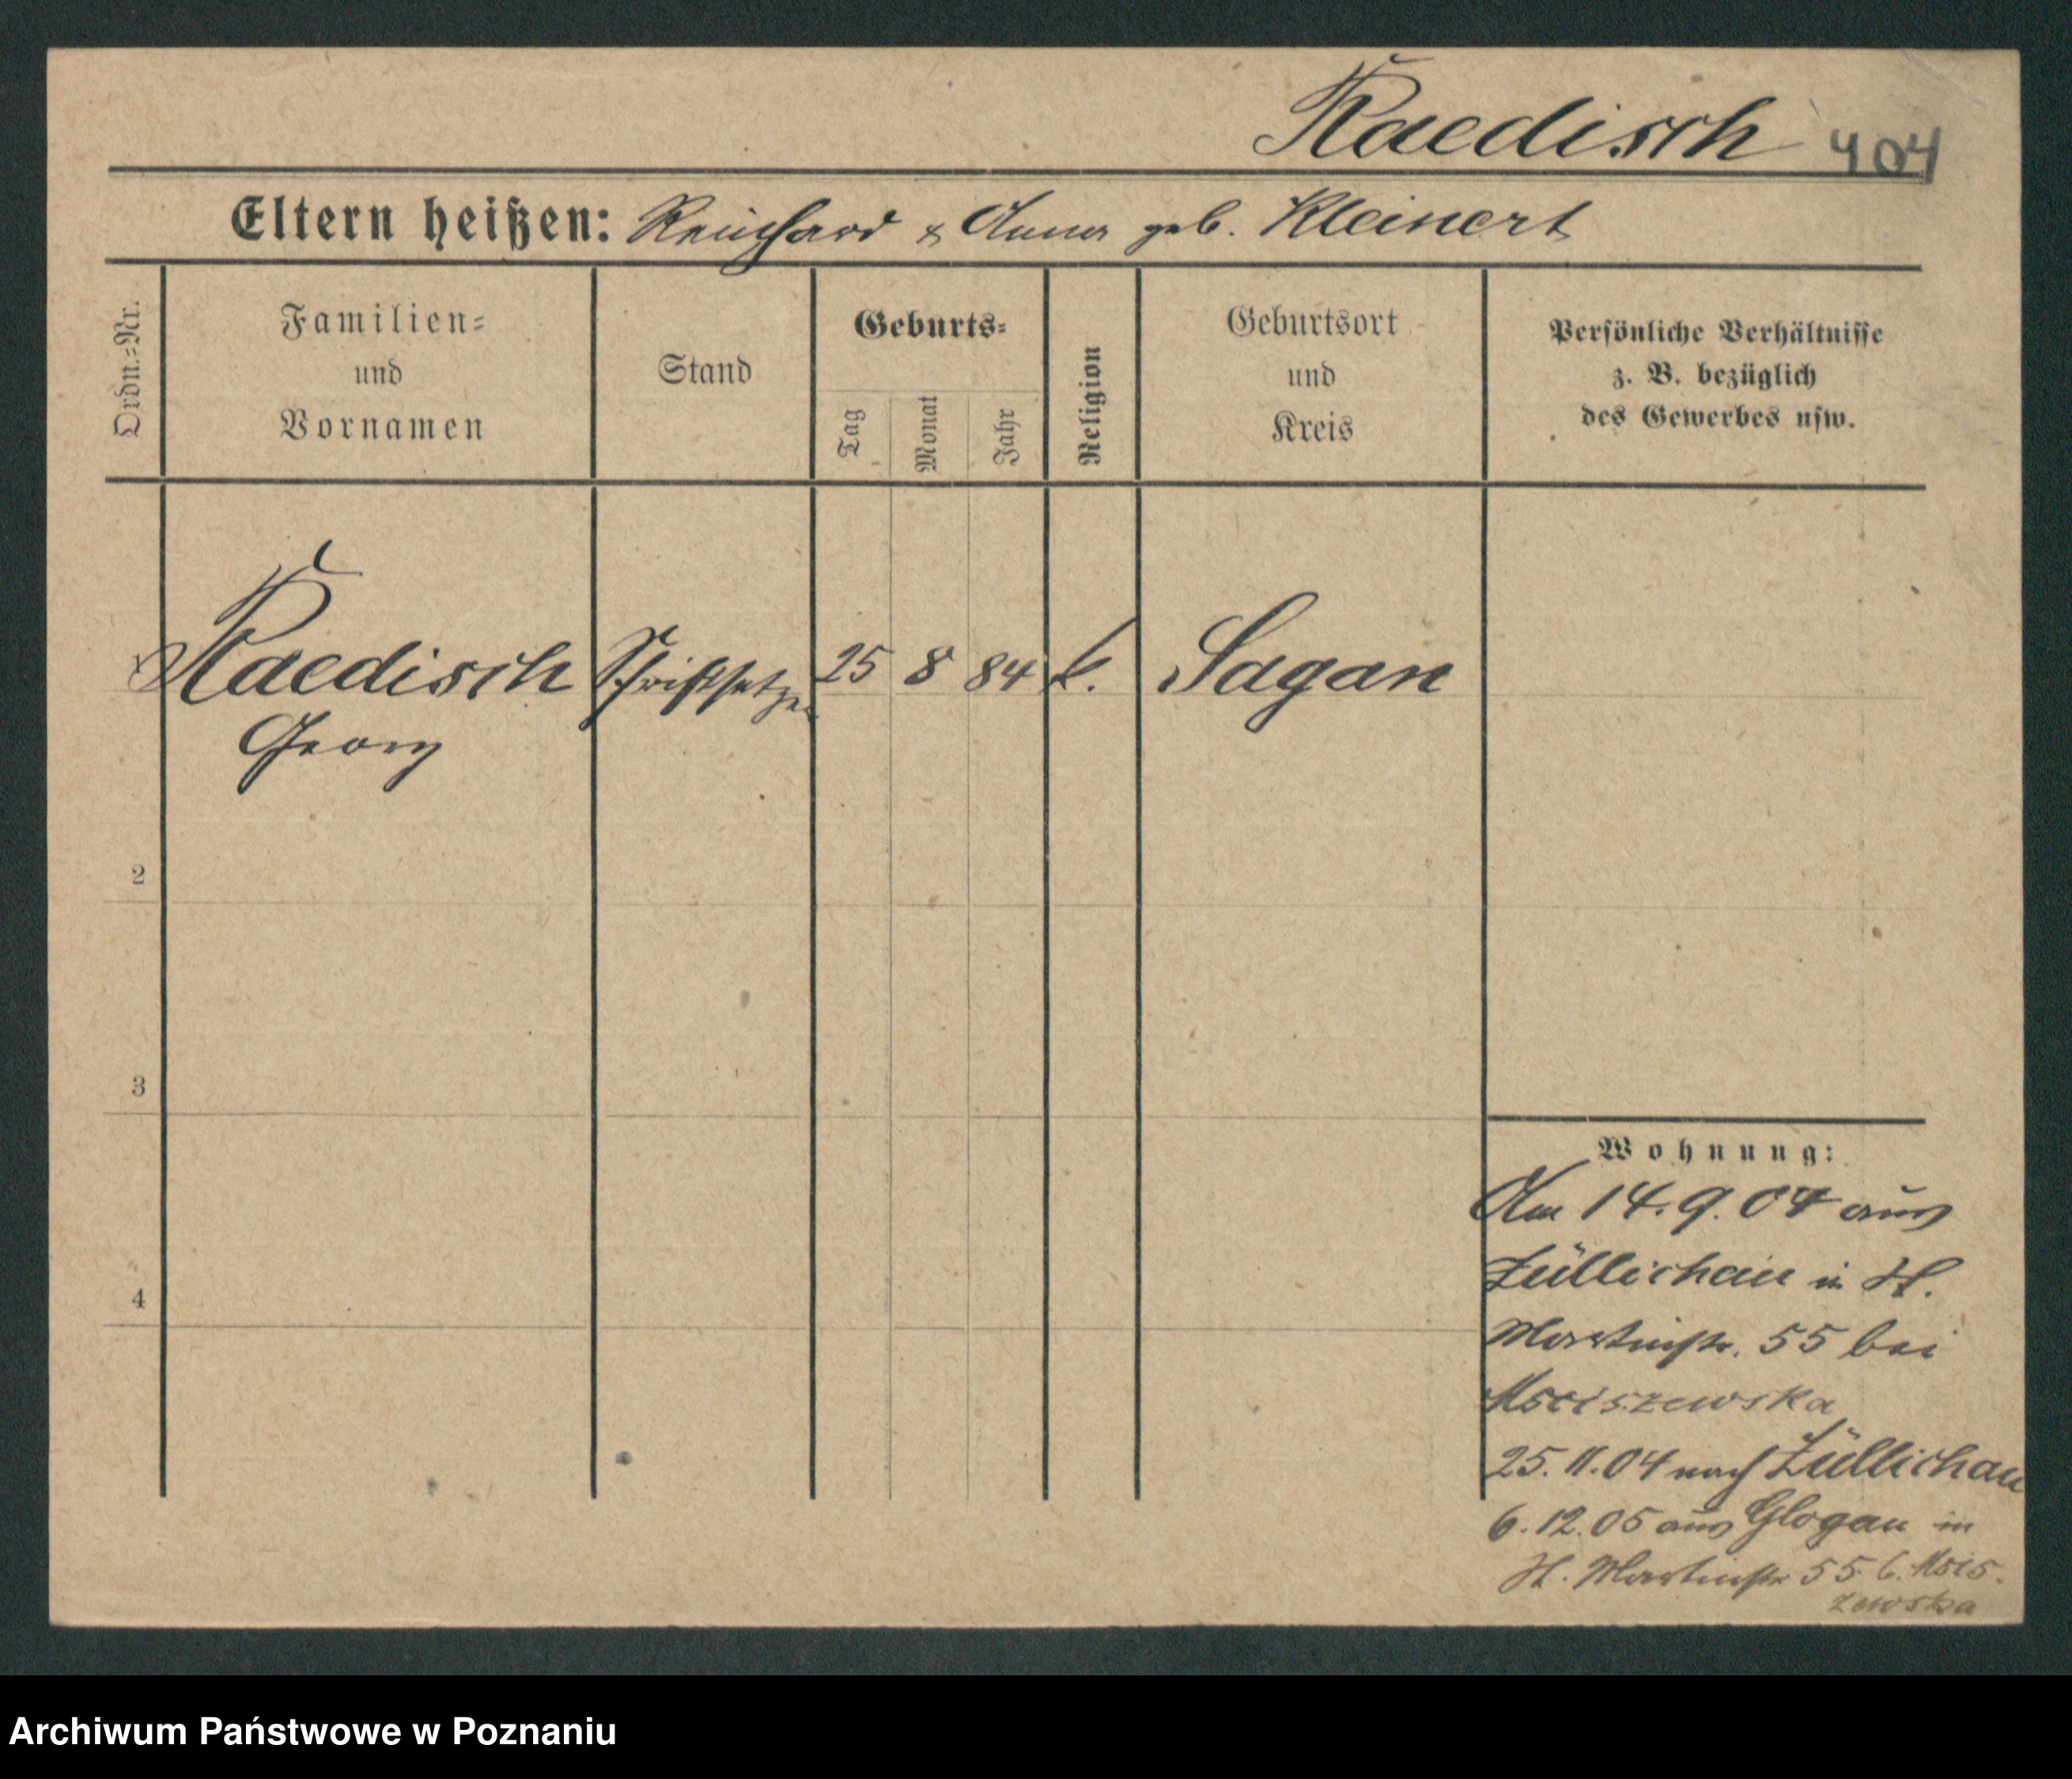 Raedisch 404
Eltern heißen: Reinhard & Anna geb. Kleinert
Ordn.=Nr.
Familien=
und
Vornamen
Stand
Geburts=
Tag
Monat
Jahr
Religion
Geburtsort
und
Kreis
Persönliche Verhältnisse
z. B. bezüglich
des Gewerbes usw.
Raedisch Schriftsetzer 25 8 84 Sagan
Georg
2
3
4
Wohnung:
Am 14.9.04 aus
Züllichau in H.
Martinstr. 55 bei
Msciszewska
25.11.04 nach Züllichau
6.12.05 aus Glogau in
H. Martinstr 55 b. Mscis.
zewska
Archiwum Państwowe w Poznaniu